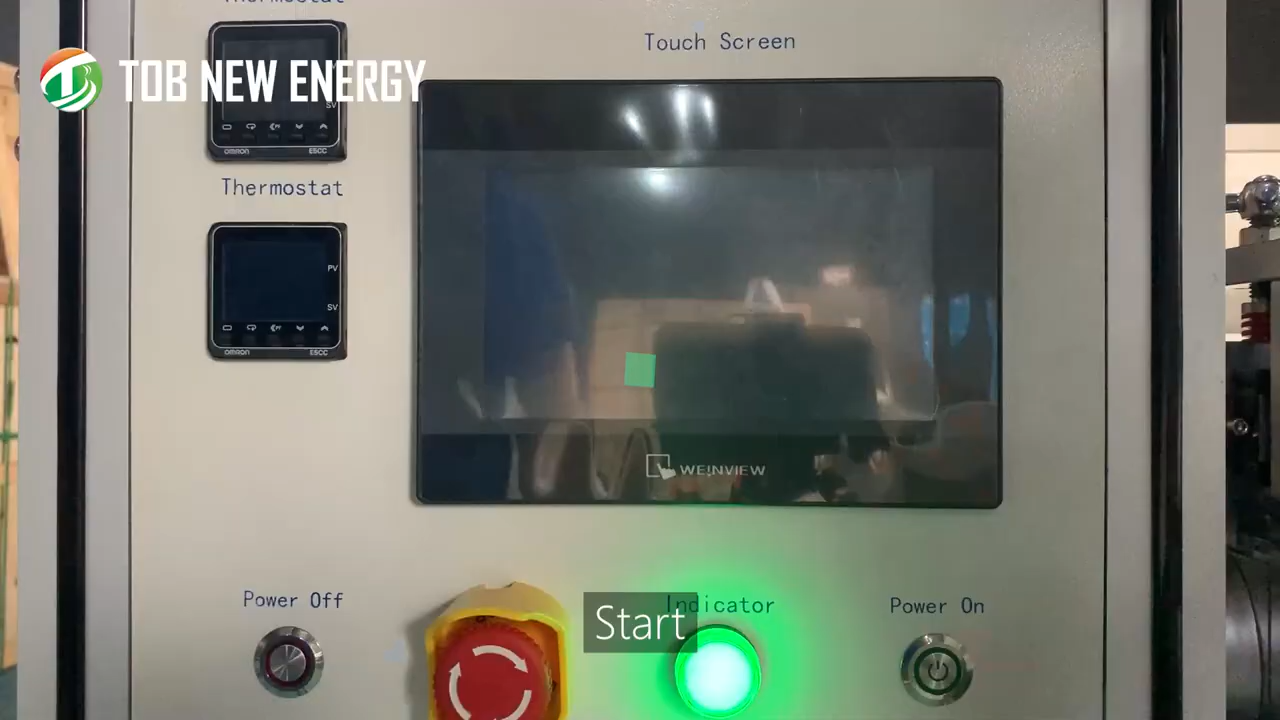 Thermostat
Touch Screen
TOB NEW ENERGY
SV
OMRON E5CC
Thermostat
PV
SV
OMRON E5CC
WEINVIEW
Power Off
Indicator
Power On
Start